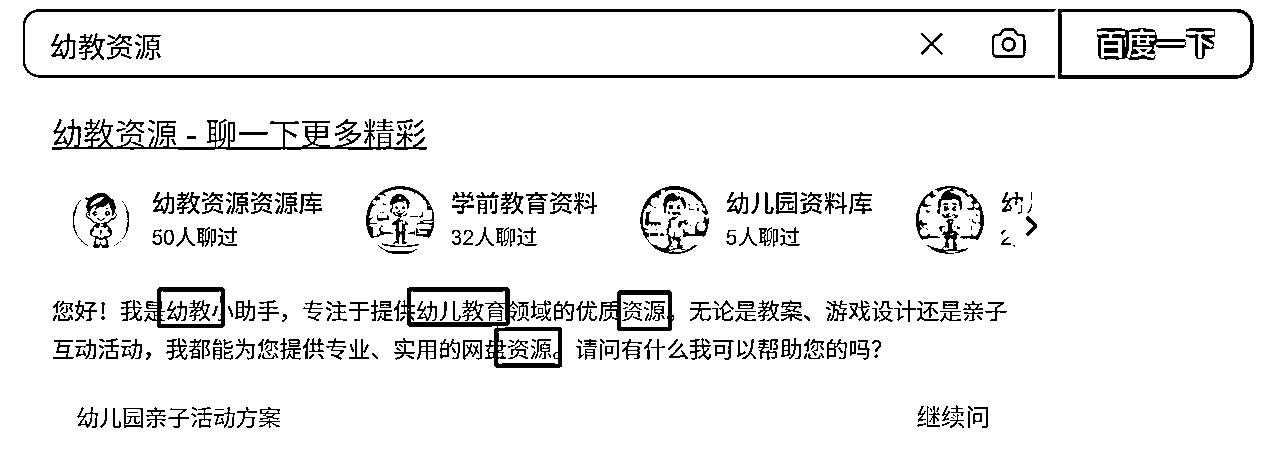 幼教资源 百度一下
幼教资源 - 聊一下更多精彩
幼教资源资源库 学前教育资料 幼儿园资料库
50人聊过 32人聊过 5人聊过
您好！我是幼教小助手，专注于提供幼儿教育领域的优质资源。无论是教案、游戏设计还是亲子
互动活动，我都能为您提供专业、实用的网盘资源。请问有什么我可以帮助您的吗？
幼儿园亲子活动方案 继续问